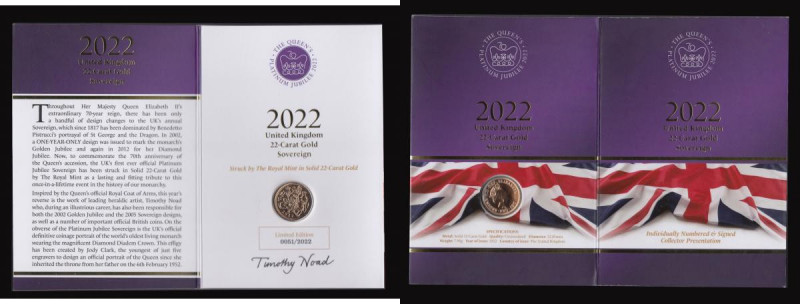 2022
United Kingdom
22-Carat Gold
Sovereign
Throughout Her Majesty Queen Elizabeth II's
extraordinary 70-year reign, there has been only
a handful of design changes to the UK's annual
Sovereign, which since 1817 has been dominated by Benedetto
Pistrucci's portrayal of St George and the Dragon. In 2002,
a ONE-YEAR-ONLY design was issued to mark the monarch's
Golden Jubilee and again in 2012 for her Diamond
Jubilee. Now, to commemorate the 70th anniversary
of the Queen's accession, the UK's first ever official Platinum
Jubilee Sovereign has been struck in Solid 22-Carat Gold
by The Royal Mint as a lasting and fitting tribute to this
once-in-a-lifetime event in the history of our monarchy.
Inspired by the Queen's official Royal Coat of Arms, this year's
reverse is the work of leading heraldic artist, Timothy Noad
who, during an illustrious career, has also been responsible for
both the 2002 Golden Jubilee and the 2005 Sovereign designs,
as well as a number of important official British coins. On the
obverse of the Platinum Jubilee Sovereign is the UK's official
definitive coinage portrait of the world's oldest living monarch
wearing the magnificent Diamond Diadem Crown. This effigy
has been created by Jody Clark, the youngest of just five
engravers to design an official portrait of the Queen since she
inherited the throne from her father on the 6th February 1952.
THE QUEEN'S
PLATINUM JUBILEE 2022
2022
United Kingdom
22-Carat Gold
Sovereign
Struck by The Royal Mint in Solid 22-Carat Gold
Limited Edition
0051/2022
Timothy Noad
THE QUEEN'S
PLATINUM JUBILEE 2022
2022
United Kingdom
22-Carat Gold
Sovereign
SPECIFICATIONS
THE QUEEN'S
PLATINUM JUBILEE 2022
2022
United Kingdom
22-Carat Gold
Sovereign
Individually Numbered & Signed
Collector Presentation